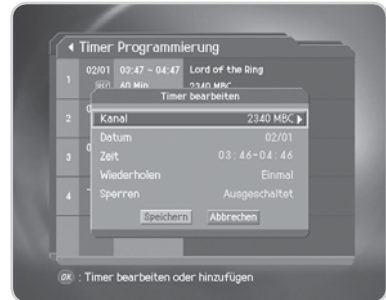 Timer Programmierung
1 02/01 03:47 ~ 04:47 Lord of the Ring
60 Min 2340 MBC
Timer bearbeiten
2
Kanal 2340 MBC
Datum 02/01
3
Zeit 03:46-04:46
Wiederholen Einmal
4
Sperren Ausgeschaltet
Speichern Abbrechen
OK : Timer bearbeiten oder hinzufügen